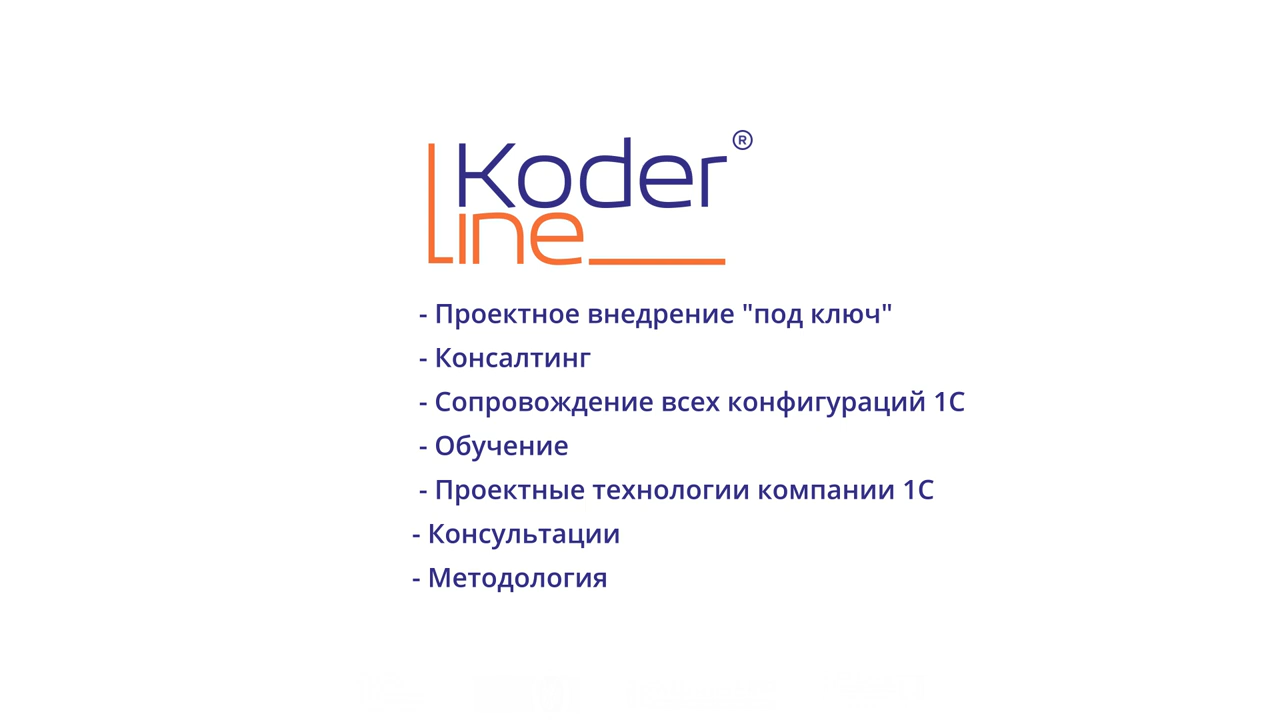 Koder®
Line
- Проектное внедрение "под ключ"
- Консалтинг
- Сопровождение всех конфигураций 1С
- Обучение
- Проектные технологии компании 1С
- Консультации
- Методология